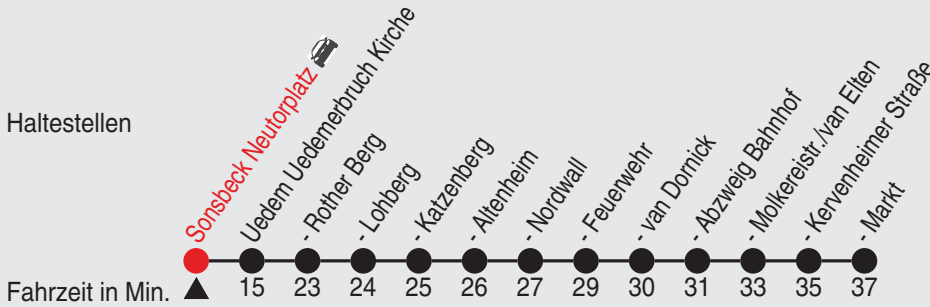 Haltestellen
Sonsbeck Neutorplatz
Uedem Uedemerbruch Kirche
- Rother Berg
- Lohberg
- Katzenberg
- Altenheim
- Nordwall
- Feuerwehr
- van Dornick
- Abzweig Bahnhof
- Molkereistr./van Elten
- Kervenheimer Straße
- Markt
Fahrzeit in Min. ▲ 15 23 24 25 26 27 29 30 31 33 35 37